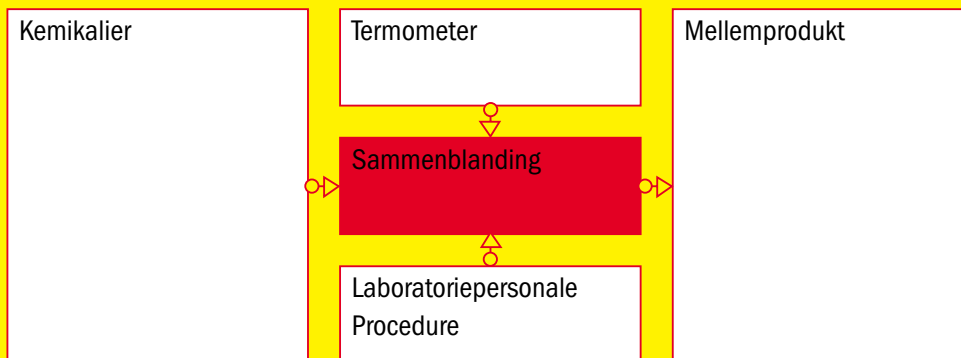 Kemikalier
Termometer
Mellemprodukt
Sammenblanding
Laboratoriepersonale
Procedure